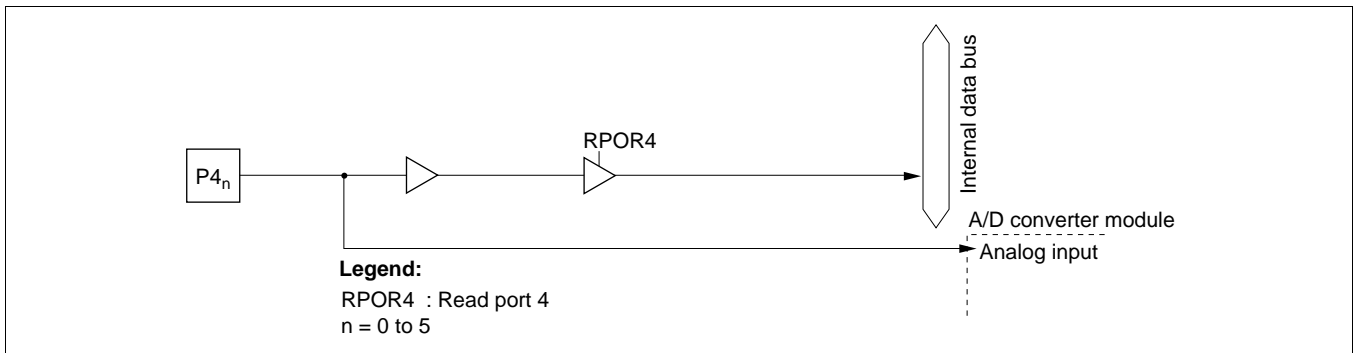 RPOR4
P4n
Internal data bus
A/D converter module
Analog input
Legend:
RPOR4 : Read port 4
n = 0 to 5